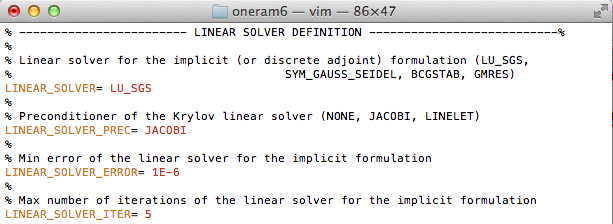 oneram6 — vim — 86×47
% ------------------------ LINEAR SOLVER DEFINITION ---------------------------%
%
% Linear solver for the implicit (or discrete adjoint) formulation (LU_SGS,
% SYM_GAUSS_SEIDEL, BCGSTAB, GMRES)
LINEAR_SOLVER= LU_SGS
%
% Preconditioner of the Krylov linear solver (NONE, JACOBI, LINELET)
LINEAR_SOLVER_PREC= JACOBI
%
% Min error of the linear solver for the implicit formulation
LINEAR_SOLVER_ERROR= 1E-6
%
% Max number of iterations of the linear solver for the implicit formulation
LINEAR_SOLVER_ITER= 5